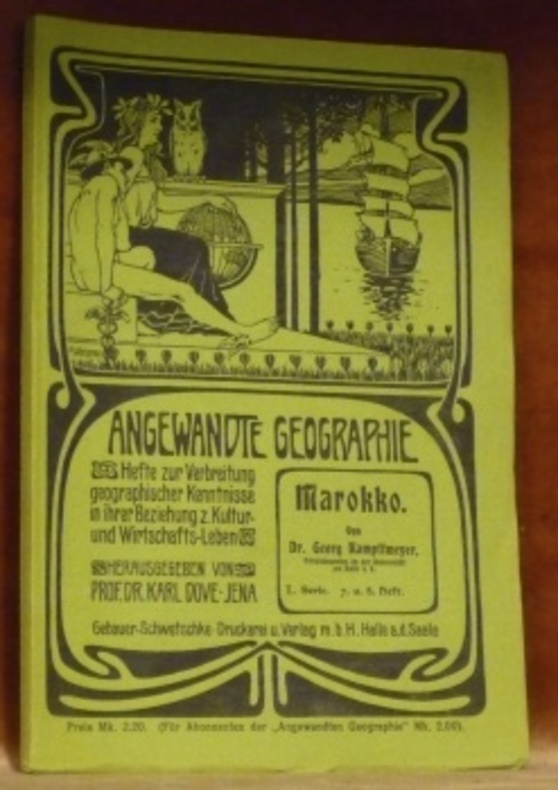 ANGEWANDTE GEOGRAPHIE
Hefte zur Verbreitung
geographischer Kenntnisse
in ihrer Beziehung z. Kultur-
und Wirtschafts-Leben
HERAUSGEGEBEN VON
PROF. DR. KARL DOVE-JENA
Marokko.
Von
Dr. Georg Kampffmeyer,
I. Serie. 7. u. 8. Heft.
Gebauer-Schwetschke Druckerei u. Verlag m. b. H. Halle a. d. Saale
Preis Mk. 2.20. (Für Abonnenten der „Angewandten Geographie" Mk. 2.00).